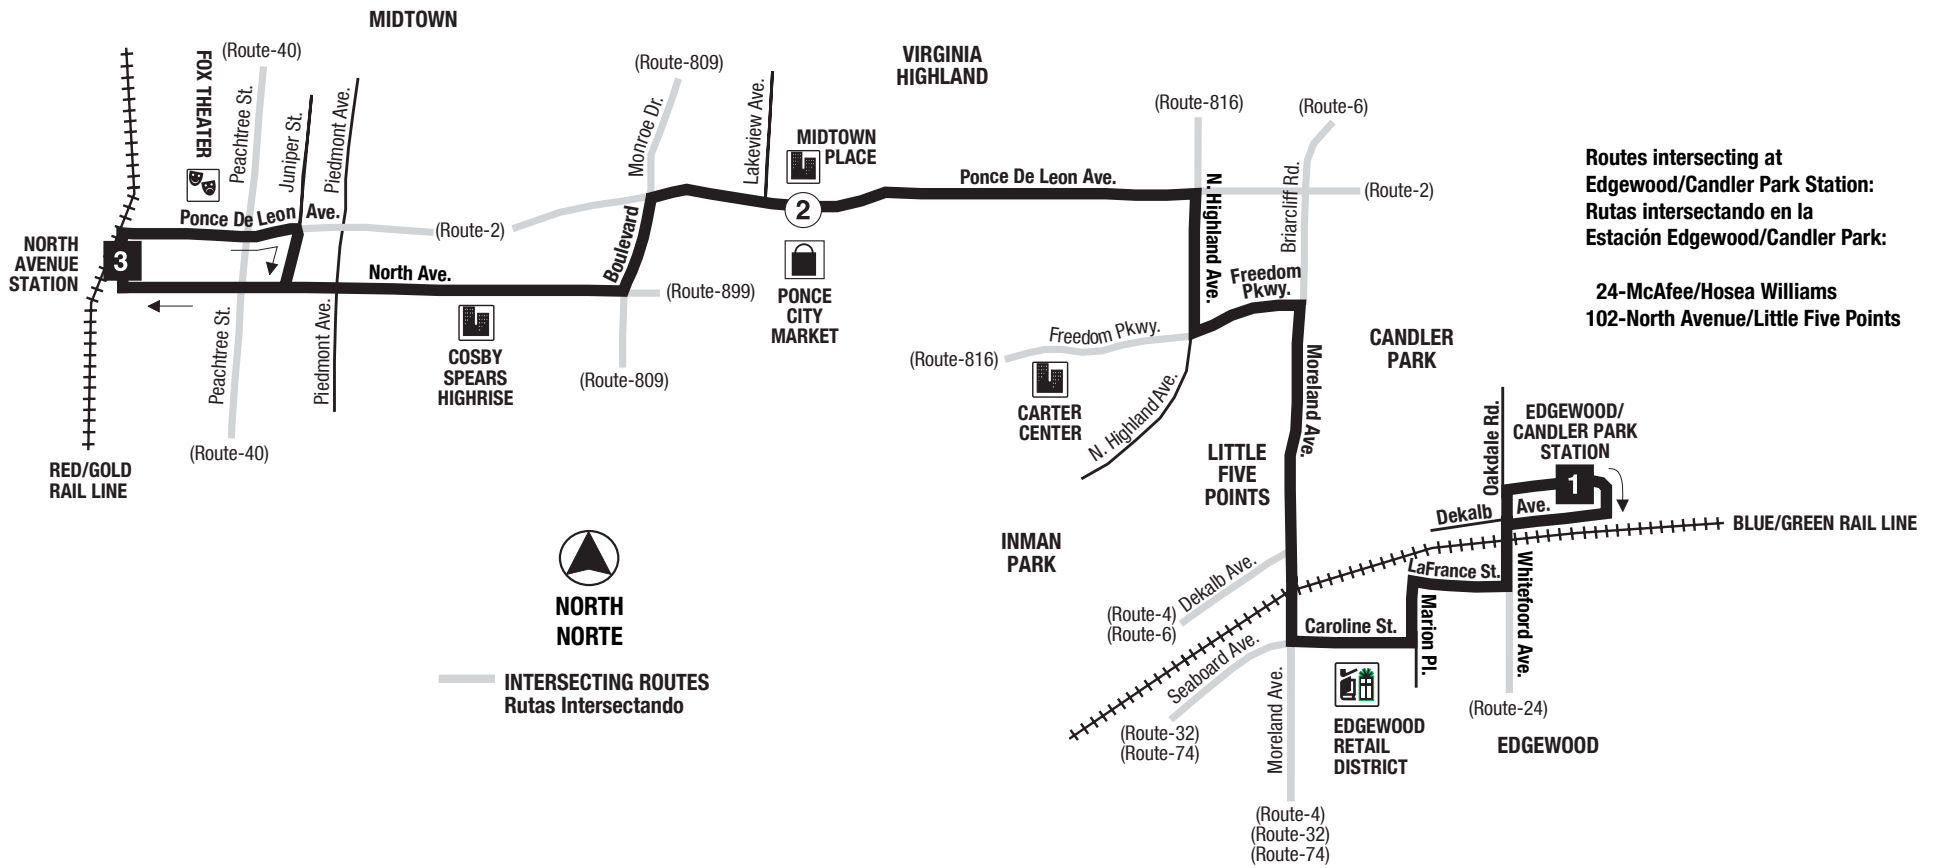 MIDTOWN
(Route-40)
FOX THEATER
Peachtree St.
Juniper St.
Piedmont Ave.
Ponce De Leon Ave.
NORTH
AVENUE
STATION
3
North Ave.
(Route-2)
Peachtree St.
Piedmont Ave.
(Route-40)
RED/GOLD
RAIL LINE
COSBY
SPEARS
HIGHRISE
(Route-809)
Monroe Dr.
Boulevard
(Route-899)
(Route-809)
Lakeview Ave.
MIDTOWN
PLACE
2
PONCE
CITY
MARKET
VIRGINIA
HIGHLAND
Ponce De Leon Ave.
(Route-816)
(Route-6)
N. Highland Ave.
Briarcliff Rd.
(Route-2)
Freedom
Pkwy.
Freedom Pkwy.
(Route-816)
CARTER
CENTER
N. Highland Ave.
Moreland Ave.
CANDLER
PARK
LITTLE
FIVE
POINTS
INMAN
PARK
Routes intersecting at
Edgewood/Candler Park Station:
Rutas intersectando en la
Estación Edgewood/Candler Park:
24-McAfee/Hosea Williams
102-North Avenue/Little Five Points
Oakdale Rd.
EDGEWOOD/
CANDLER PARK
STATION
1
Dekalb Ave.
BLUE/GREEN RAIL LINE
LaFrance St.
Whitefoord Ave.
Marion Pl.
Caroline St.
Dekalb Ave.
(Route-4)
(Route-6)
Seaboard Ave.
(Route-32)
(Route-74)
Moreland Ave.
EDGEWOOD
RETAIL
DISTRICT
(Route-24)
EDGEWOOD
(Route-4)
(Route-32)
(Route-74)
NORTH
NORTE
INTERSECTING ROUTES
Rutas Intersectando